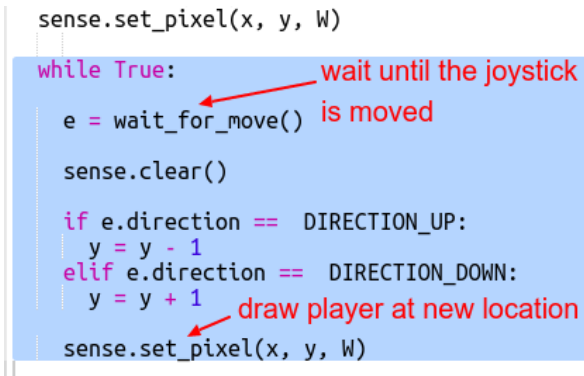 sense.set_pixel(x, y, W)
while True:
wait until the joystick
is moved
e = wait_for_move()
sense.clear()
if e.direction ==  DIRECTION_UP:
y = y - 1
elif e.direction ==  DIRECTION_DOWN:
y = y + 1
draw player at new location
sense.set_pixel(x, y, W)